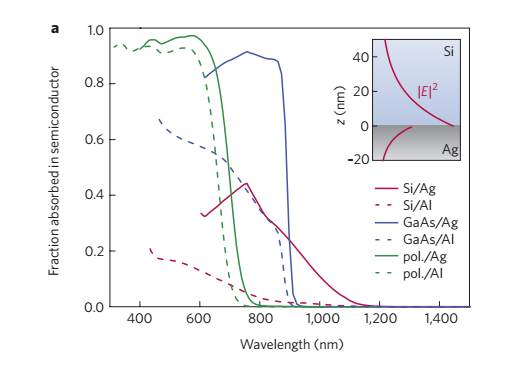 a
Fraction absorbed in semiconductor
1.0
0.8
0.6
0.4
0.2
0.0
400
600
800
1,000
1,200
1,400
Wavelength (nm)
z (nm)
40
20
0
−20
Si
|E|²
Ag
Si/Ag
Si/Al
GaAs/Ag
GaAs/Al
pol./Ag
pol./Al